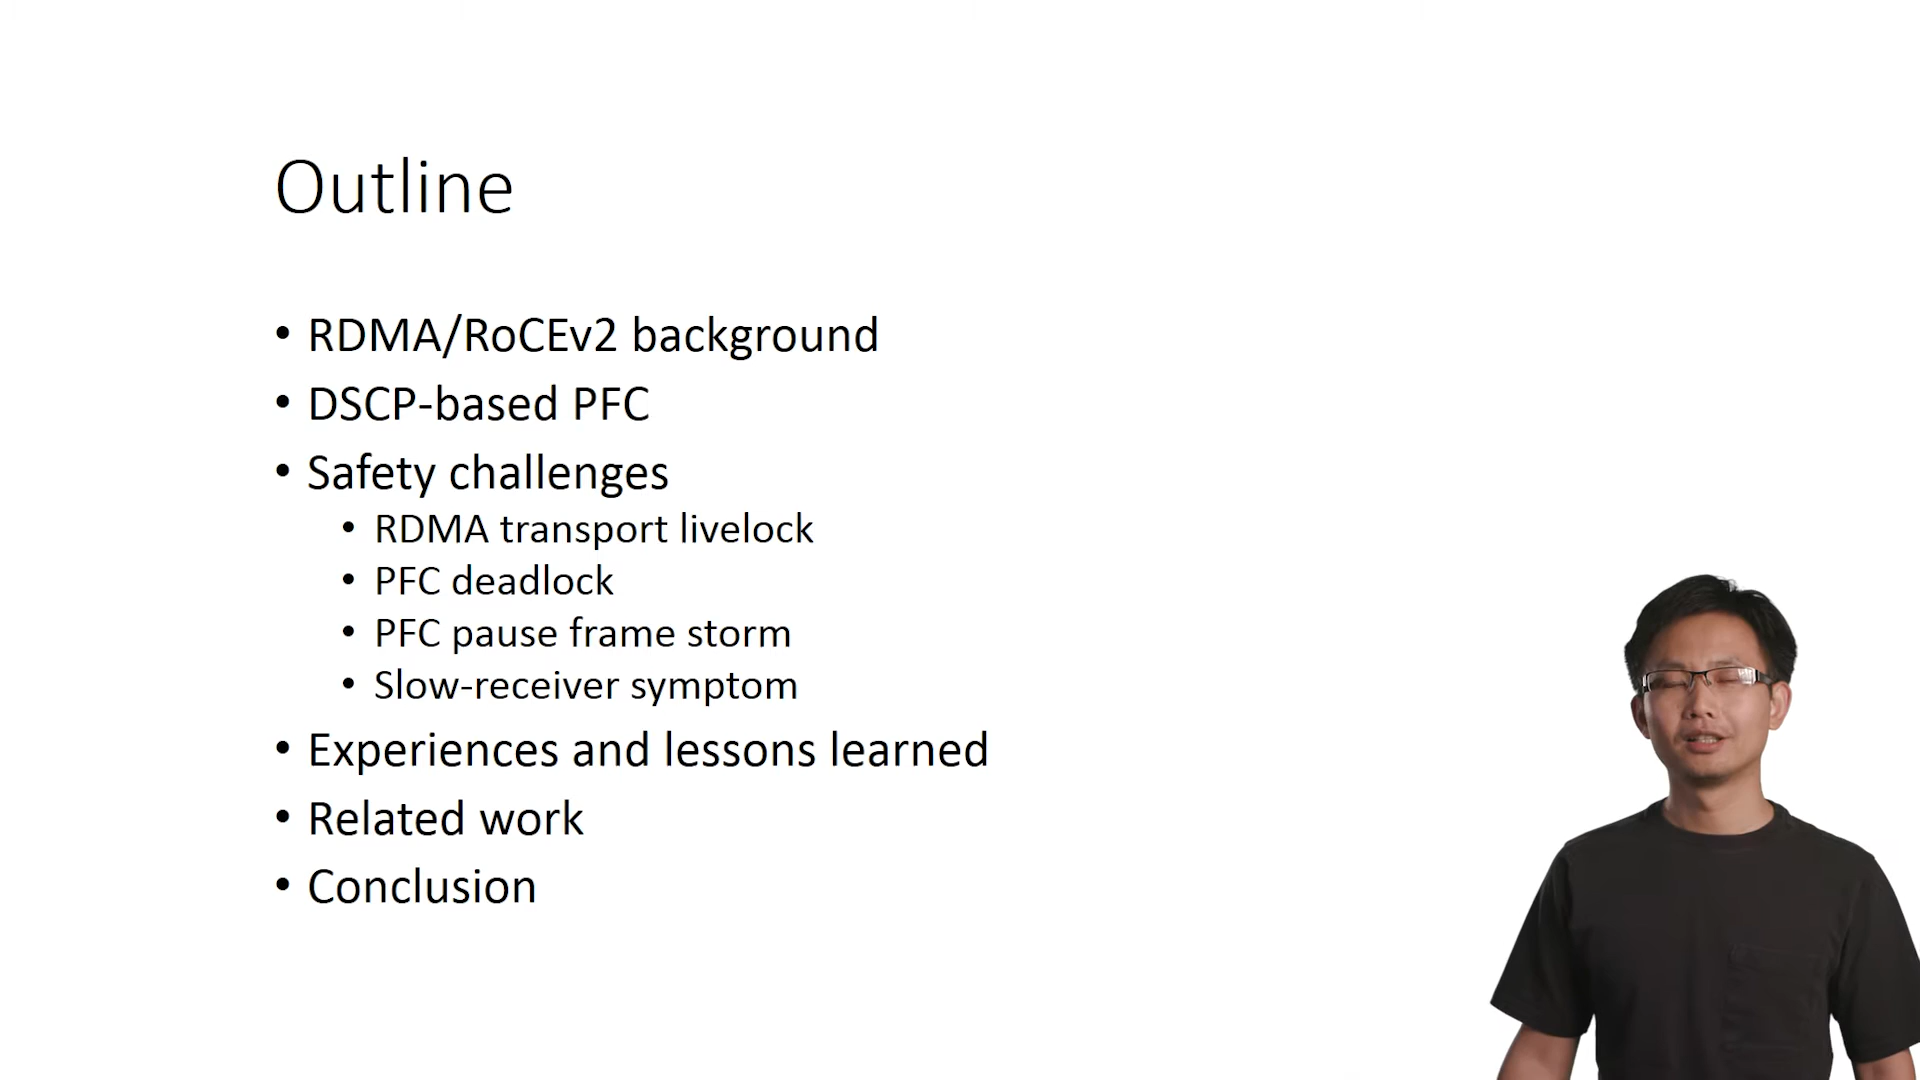 Outline
• RDMA/RoCEv2 background
• DSCP-based PFC
• Safety challenges
• RDMA transport livelock
• PFC deadlock
• PFC pause frame storm
• Slow-receiver symptom
• Experiences and lessons learned
• Related work
• Conclusion